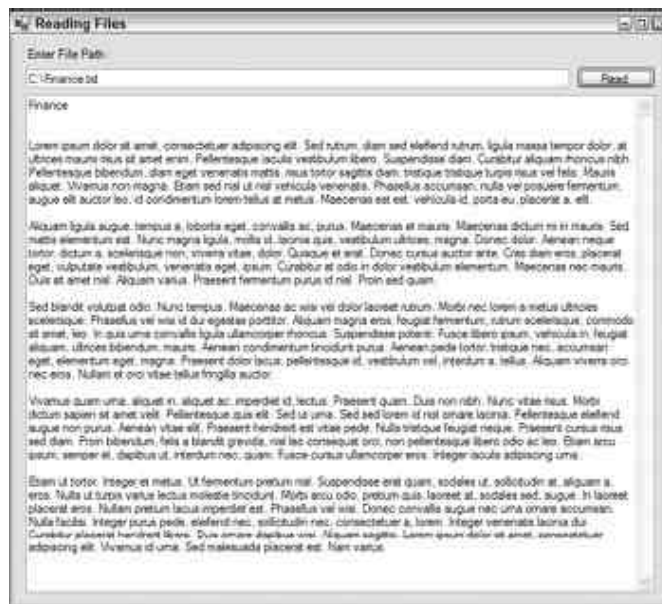 Reading Files
Enter File Path
C:\Finance.txt
Read
Finance
Lorem ipsum dolor sit amet, consectetuer adipiscing elit. Sed rutrum, diam sed eleifend rutrum, ligula massa tempor dolor, at
ultrices mauris risus sit amet enim. Pellentesque iaculis vestibulum libero. Suspendisse diam. Curabitur aliquam rhoncus nibh.
Pellentesque bibendum, diam eget venenatis mattis, risus tortor sagittis diam, tristique tristique turpis risus vel felis. Mauris
aliquet. Vivamus non magna. Etiam sed nisl ut nisl vehicula venenatis. Phasellus accumsan, nulla vel posuere fermentum,
augue elit auctor leo, id condimentum lorem tellus at metus. Maecenas est est, vehicula id, porta eu, placerat a, elit.
Aliquam ligula augue, tempus a, lobortis eget, convallis ac, purus. Maecenas et mauris. Maecenas dictum mi in mauris. Sed
mattis elementum est. Nunc magna ligula, mollis id, lacinia quis, vestibulum ultrices, magna. Donec dolor. Aenean neque
tortor, dictum a, scelerisque non, viverra vitae, dolor. Quisque et erat. Donec cursus auctor ante. Cras diam eros, placerat
eget, vulputate vestibulum, venenatis eget, ipsum. Curabitur at odio in dolor vestibulum elementum. Maecenas nec mauris.
Duis at amet nisl. Aliquam varius. Praesent fermentum purus id nisl. Proin sed quam.
Sed blandit volutpat odio. Nunc tempus. Maecenas ac wisi vel dolor laoreet rutrum. Morbi nec lorem a metus ultricies
scelerisque. Phasellus vel wisi id dui egestas porttitor. Aliquam magna eros, feugiat fermentum, rutrum scelerisque, commodo
sit amet, leo. In quis urna convallis ligula ullamcorper rhoncus. Suspendisse potenti. Fusce libero ipsum, vehicula in, feugiat
aliquam, ultrices bibendum, mauris. Aenean condimentum tincidunt purus. Aenean pede tortor, tristique nec, accumsan
eget, elementum eget, magna. Praesent dolor lacus, pellentesque id, vestibulum vel, interdum a, tellus. Aliquam viverra orci
nec eros. Nullam et orci vitae tellus fringilla auctor.
Vivamus quam urna, aliquet in, aliquet ac, imperdiet id, lectus. Praesent quam. Duis non nibh. Nunc vitae risus. Morbi
dictum sapien sit amet velit. Pellentesque quis elit. Sed ut urna. Sed sed lorem id nisl ornare lacinia. Pellentesque eleifend
augue non purus. Aenean vitae elit. Praesent hendrerit est vitae pede. Nulla tristique feugiat neque. Praesent cursus risus
sed diam. Proin bibendum, felis a blandit gravida, nisl leo consequat orci, non pellentesque libero odio ac leo. Etiam arcu
ipsum, semper et, dapibus ut, interdum nec, quam. Fusce cursus ullamcorper eros. Integer iaculis adipiscing urna.
Etiam ut tortor. Integer et metus. Ut fermentum pretium nisl. Suspendisse erat quam, sodales ut, sollicitudin at, aliquam a,
eros. Nulla ut turpis varius lectus molestie tincidunt. Morbi arcu odio, pretium quis, laoreet at, sodales sed, augue. In laoreet
placerat eros. Nullam pretium lacus imperdiet est. Phasellus vel wisi. Donec convallis augue nec urna ornare accumsan.
Nulla facilisi. Integer purus pede, eleifend nec, sollicitudin nec, consectetuer a, lorem. Integer venenatis lacinia dui.
Curabitur placerat hendrerit libero. Duis ornare dapibus wisi. Aliquam sagittis. Lorem ipsum dolor sit amet, consectetuer
adipiscing elit. Vivamus id urna. Sed malesuada placerat est. Nam varius.